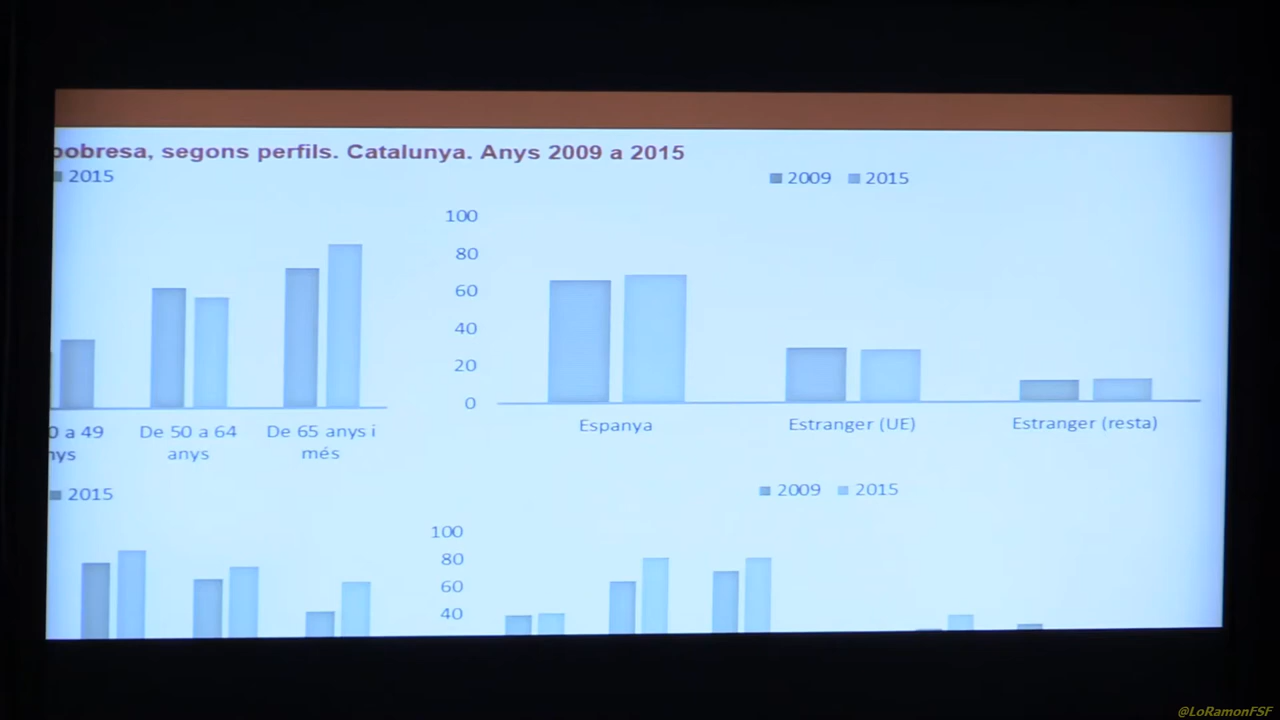 pobresa, segons perfils. Catalunya. Anys 2009 a 2015
2015
0 a 49
nys
De 50 a 64
anys
De 65 anys i
més
2009 2015
100
80
60
40
20
0
Espanya
Estranger (UE)
Estranger (resta)
2015
2009 2015
100
80
60
40
@LoRamonFSF